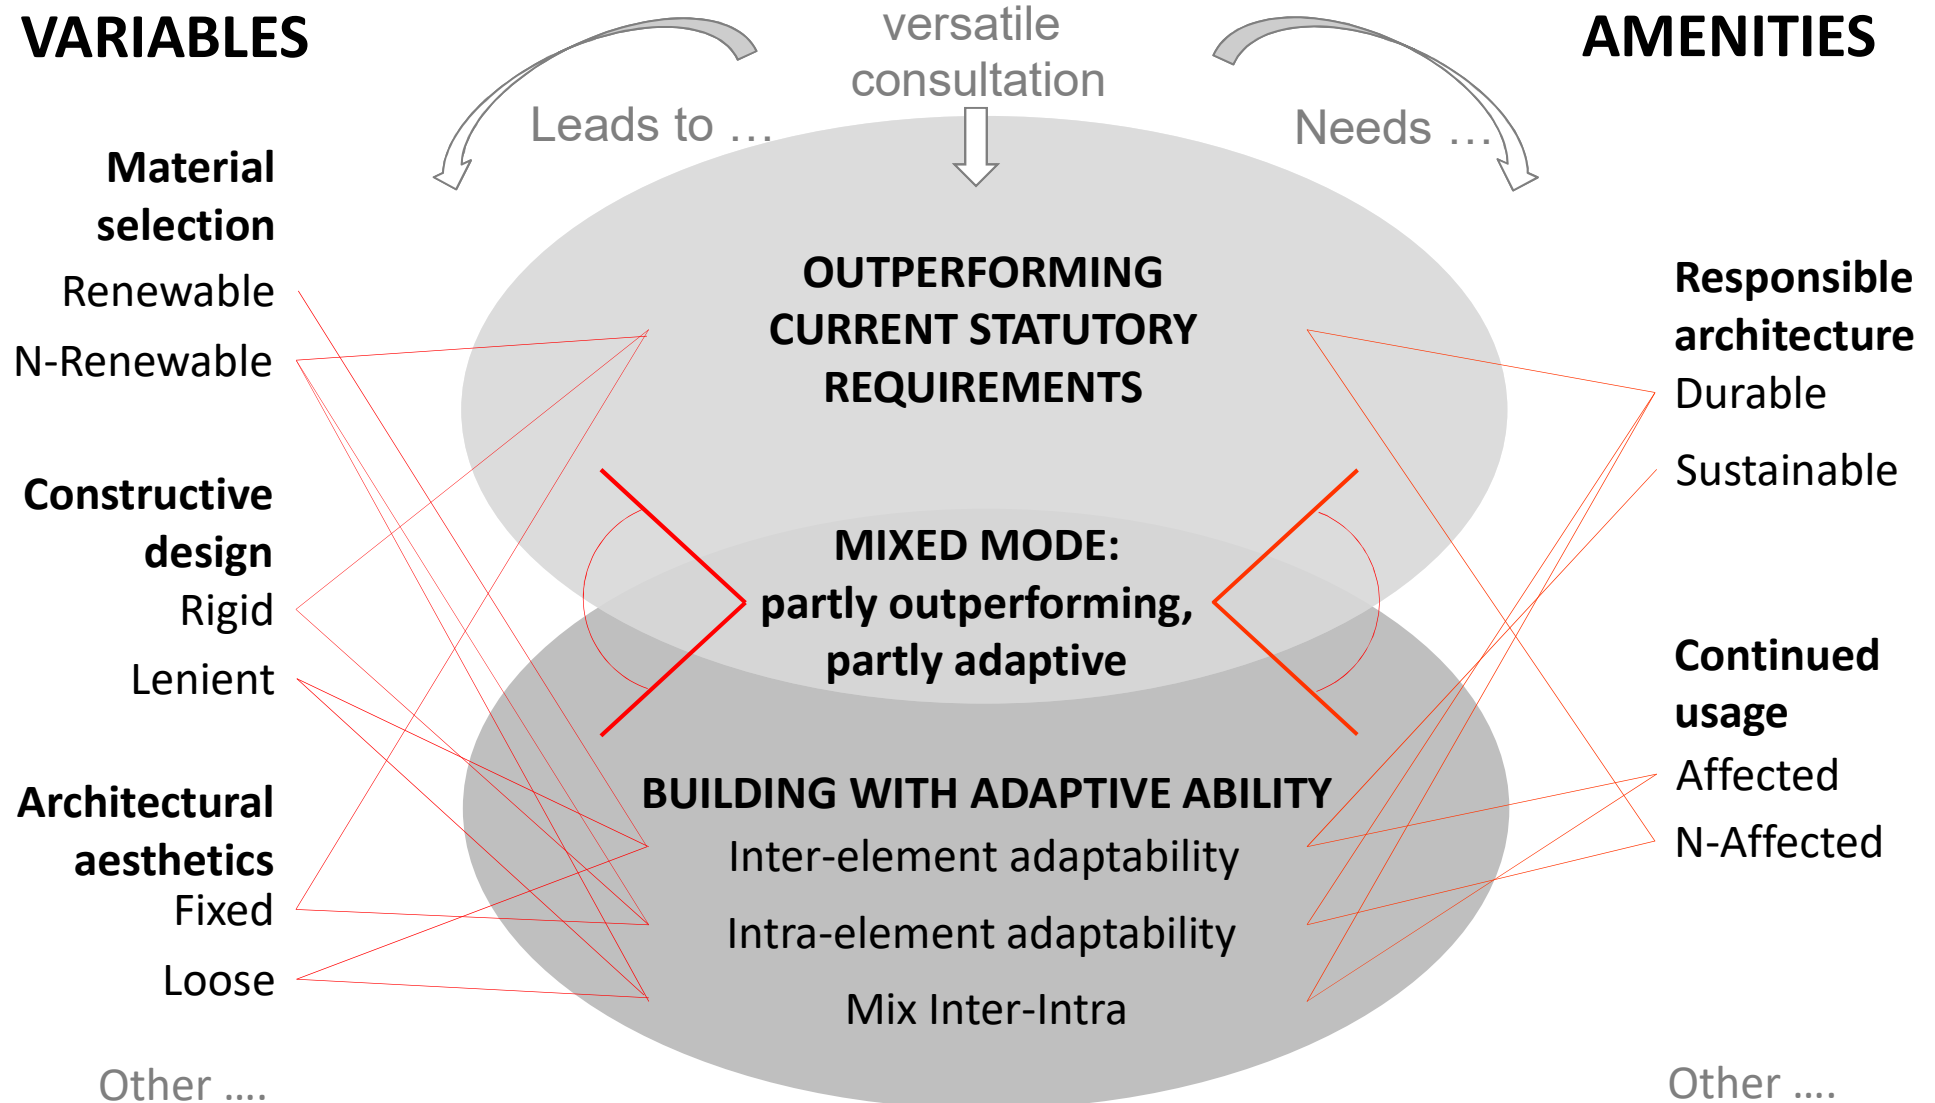 VARIABLES
versatile
consultation
AMENITIES
Leads to …
Needs …
Material
selection
Renewable
N-Renewable
Constructive
design
Rigid
Lenient
Architectural
aesthetics
Fixed
Loose
Other ....
OUTPERFORMING
CURRENT STATUTORY
REQUIREMENTS
MIXED MODE:
partly outperforming,
partly adaptive
BUILDING WITH ADAPTIVE ABILITY
Inter-element adaptability
Intra-element adaptability
Mix Inter-Intra
Responsible
architecture
Durable
Sustainable
Continued
usage
Affected
N-Affected
Other ....